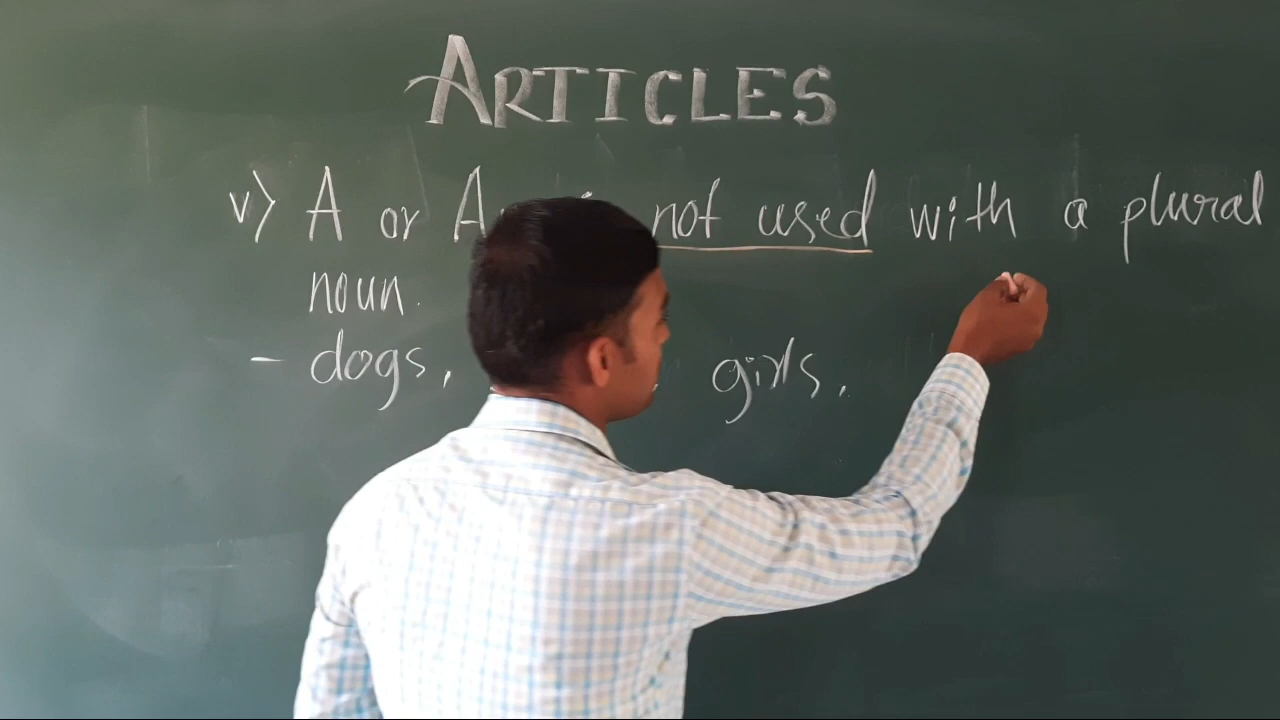 ARTICLES
v) A or A not used with a plural
noun.
- dogs, girls,